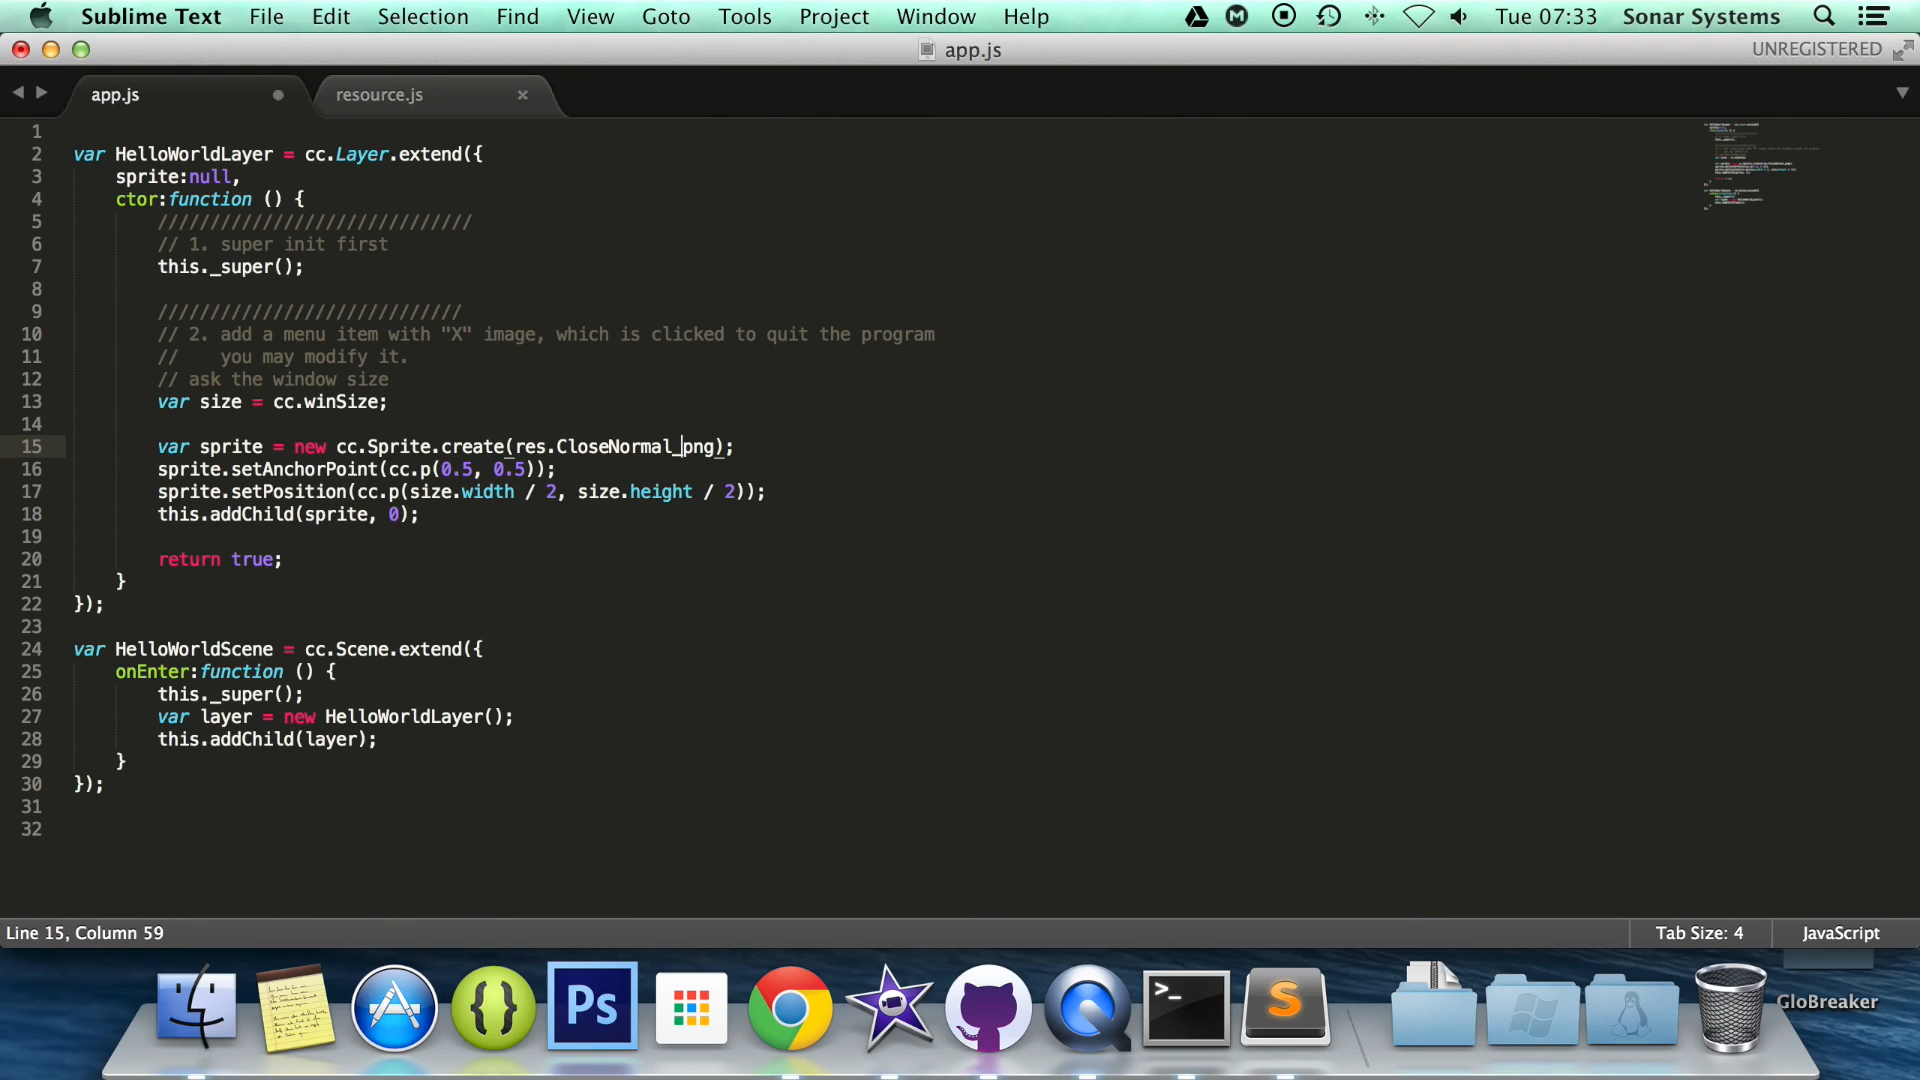 Sublime Text File Edit Selection Find View Goto Tools Project Window Help Tue 07:33 Sonar Systems
app.js UNREGISTERED
app.js resource.js
1
2 var HelloWorldLayer = cc.Layer.extend({
3 sprite:null,
4 ctor:function () {
5 //////////////////////////////
6 // 1. super init first
7 this._super();
8
9 /////////////////////////////
10 // 2. add a menu item with "X" image, which is clicked to quit the program
11 //    you may modify it.
12 // ask the window size
13 var size = cc.winSize;
14
15 var sprite = new cc.Sprite.create(res.CloseNormal_png);
16 sprite.setAnchorPoint(cc.p(0.5, 0.5));
17 sprite.setPosition(cc.p(size.width / 2, size.height / 2));
18 this.addChild(sprite, 0);
19
20 return true;
21 }
22 });
23
24 var HelloWorldScene = cc.Scene.extend({
25 onEnter:function () {
26 this._super();
27 var layer = new HelloWorldLayer();
28 this.addChild(layer);
29 }
30 });
31
32
Line 15, Column 59 Tab Size: 4 JavaScript
{} Ps >_ S GloBreaker